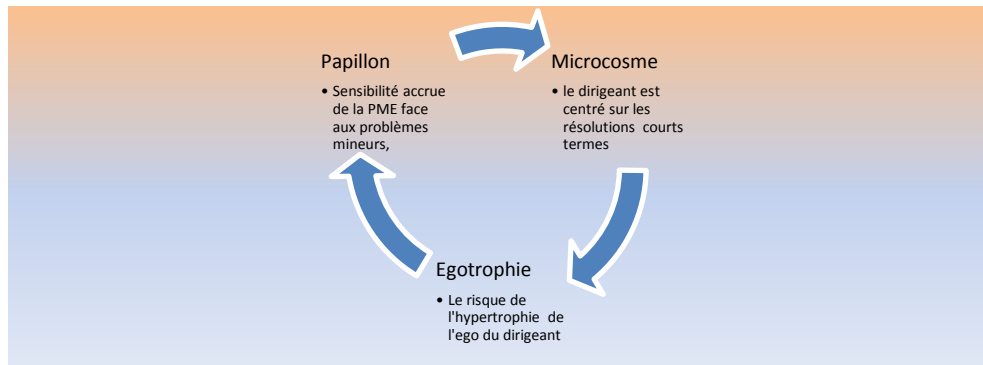 Papillon
• Sensibilité accrue
de la PME face
aux problèmes
mineurs,
Microcosme
• le dirigeant est
centré sur les
résolutions courts
termes
Egotrophie
• Le risque de
l'hypertrophie de
l'ego du dirigeant